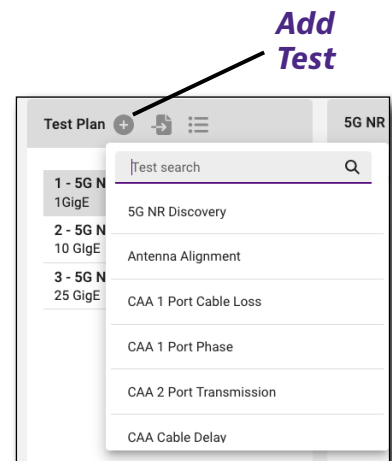 Add
Test
Test Plan
5G NR
Test search
1 - 5G N
1GigE
5G NR Discovery
2 - 5G N
10 GIgE
Antenna Alignment
3 - 5G N
25 GigE
CAA 1 Port Cable Loss
CAA 1 Port Phase
CAA 2 Port Transmission
CAA Cable Delay